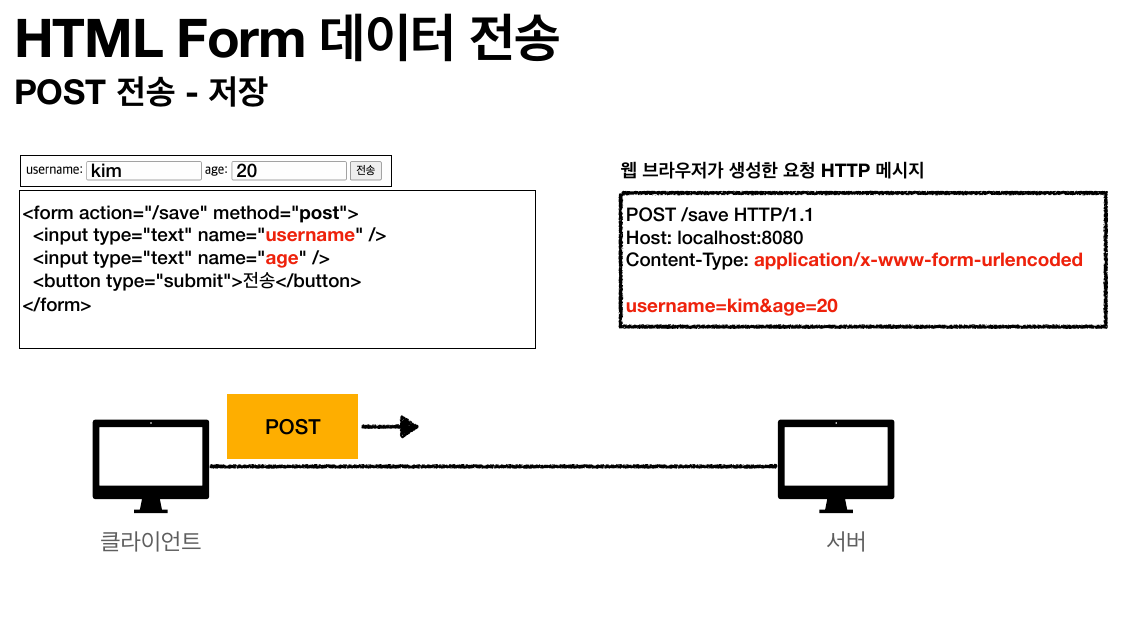 HTML Form 데이터 전송
POST 전송 - 저장
username: kim age: 20 전송
<form action="/save" method="post">
<input type="text" name="username" />
<input type="text" name="age" />
<button type="submit">전송</button>
</form>
웹 브라우저가 생성한 요청 HTTP 메시지
POST /save HTTP/1.1
Host: localhost:8080
Content-Type: application/x-www-form-urlencoded
username=kim&age=20
POST
클라이언트
서버